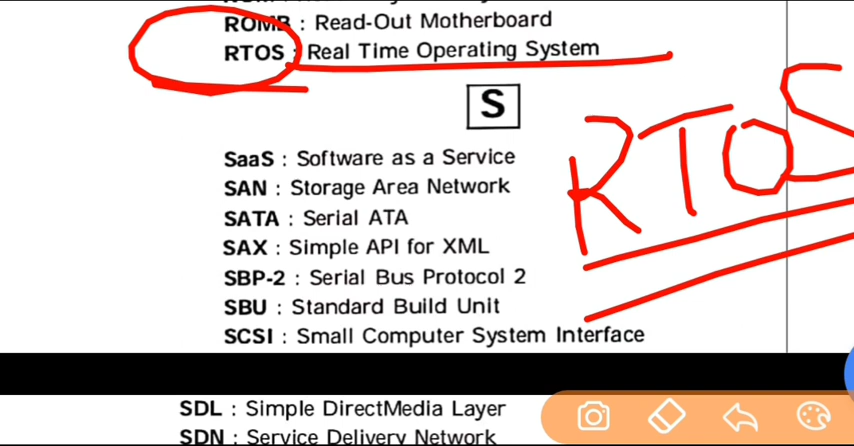 ROMB : Read-Out Motherboard
RTOS : Real Time Operating System
S
RTOS
SaaS : Software as a Service
SAN : Storage Area Network
SATA : Serial ATA
SAX : Simple API for XML
SBP-2 : Serial Bus Protocol 2
SBU : Standard Build Unit
SCSI : Small Computer System Interface
SDL : Simple DirectMedia Layer
SDN : Service Delivery Network